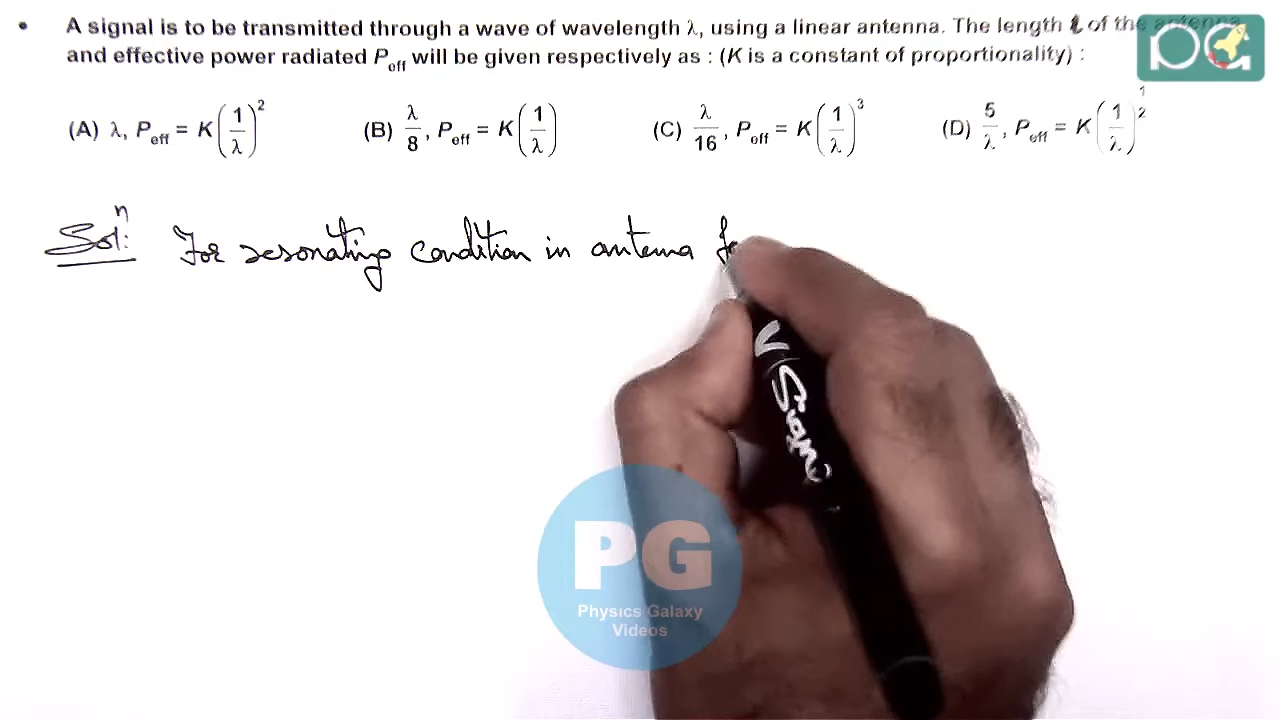 • A signal is to be transmitted through a wave of wavelength λ, using a linear antenna. The length ℓ of the antenna
and effective power radiated P_eff will be given respectively as : (K is a constant of proportionality) :
(A) λ, P_eff = K(1/λ)^2 (B) λ/8, P_eff = K(1/λ) (C) λ/16, P_eff = K(1/λ)^3 (D) 5/λ, P_eff = K(1/λ)^1/2
Sol^n: For resonating condition in antenna
V Sign
PG
Physics Galaxy
Videos